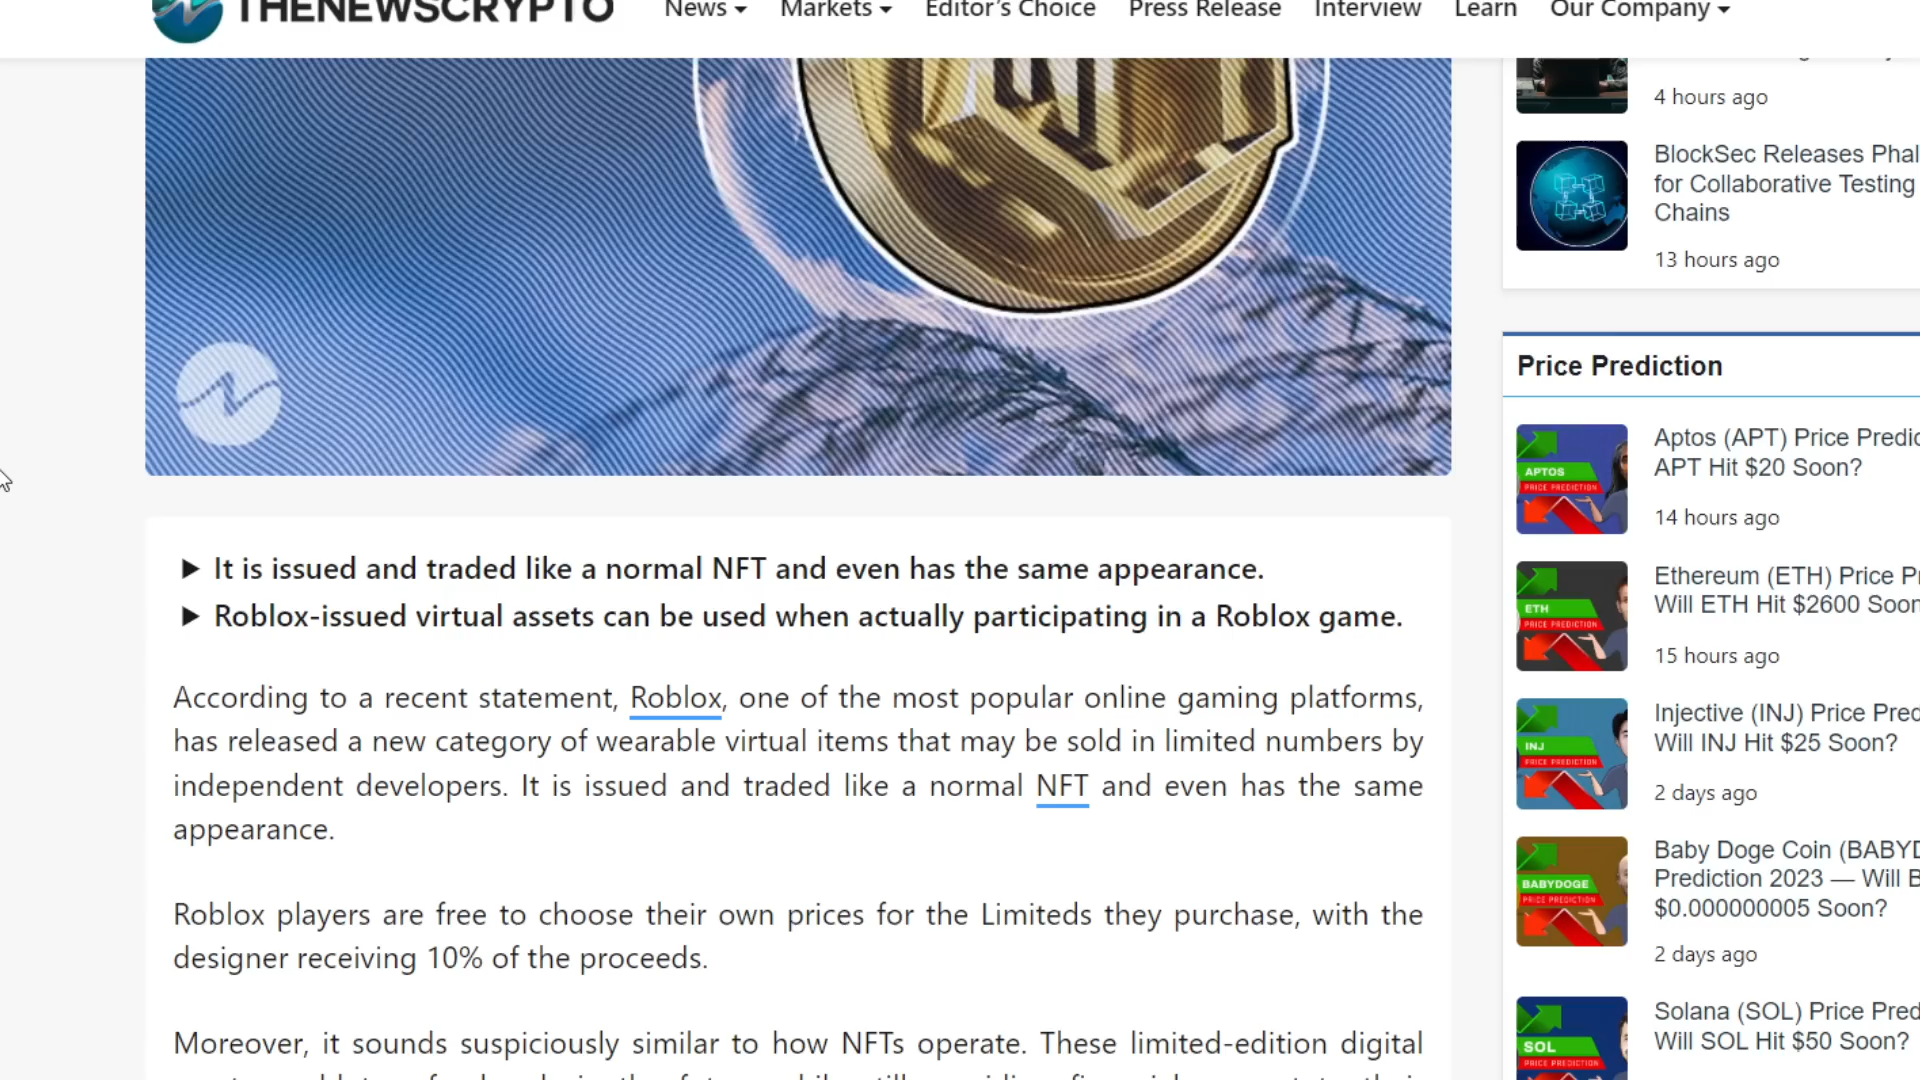 THENEWSCRYPTO
News
Markets
Editor's Choice
Press Release
Interview
Learn
Our Company
4 hours ago
BlockSec Releases
for Collaborative Testing
Chains
13 hours ago
Price Prediction
Aptos (APT) Price
APT Hit $20 Soon?
14 hours ago
Ethereum (ETH) Price
Will ETH Hit $2600
15 hours ago
Injective (INJ) Price
Will INJ Hit $25 Soon?
2 days ago
Baby Doge Coin
Prediction 2023 — Will
$0.000000005 Soon?
2 days ago
Solana (SOL) Price
Will SOL Hit $50 Soon?
APTOS
PRICE PREDICTION
ETH
PRICE PREDICTION
INJ
PRICE PREDICTION
BABYDOGE
PRICE PREDICTION
SOL
PRICE PREDICTION
► It is issued and traded like a normal NFT and even has the same appearance.
► Roblox-issued virtual assets can be used when actually participating in a Roblox game.
According to a recent statement, Roblox, one of the most popular online gaming platforms,
has released a new category of wearable virtual items that may be sold in limited numbers by
independent developers. It is issued and traded like a normal NFT and even has the same
appearance.
Roblox players are free to choose their own prices for the Limiteds they purchase, with the
designer receiving 10% of the proceeds.
Moreover, it sounds suspiciously similar to how NFTs operate. These limited-edition digital